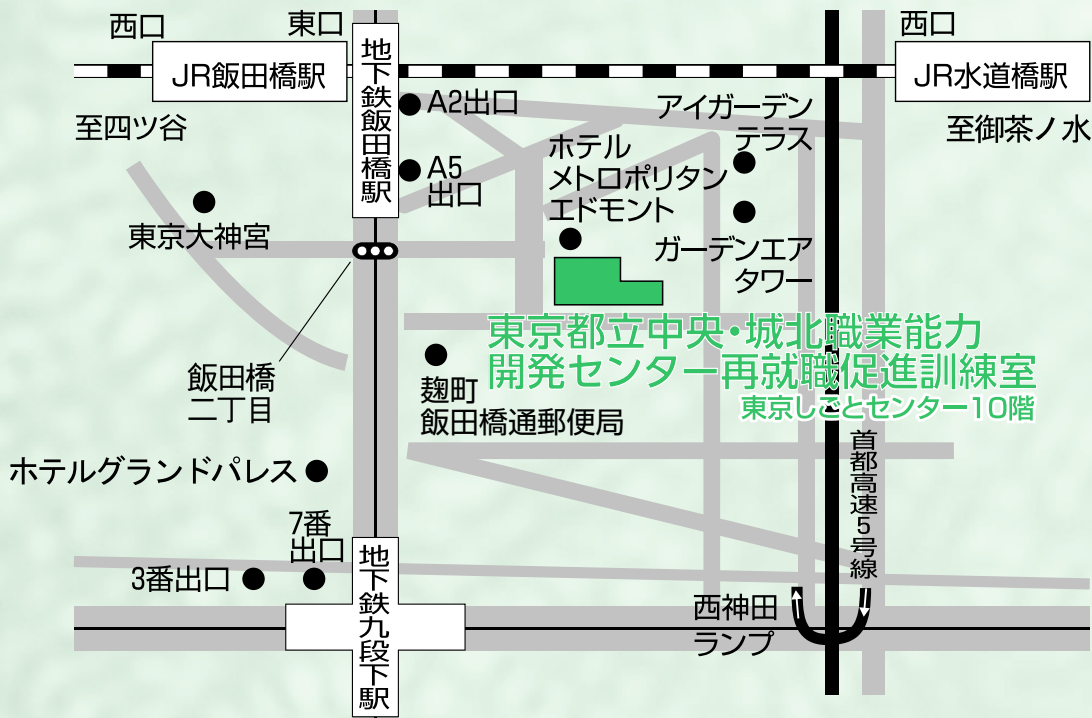 西口
東口
西口
JR飯田橋駅
地下鉄飯田橋駅
JR水道橋駅
至四ツ谷
A2出口
アイガーデン
テラス
至御茶ノ水
A5
出口
ホテル
メトロポリタン
エドモント
東京大神宮
ガーデンエア
タワー
東京都立中央・城北職業能力
開発センター再就職促進訓練室
東京しごとセンター10階
飯田橋
二丁目
麹町
飯田橋通郵便局
ホテルグランドパレス
首都高速5号線
7番
出口
3番出口
地下鉄九段下駅
西神田
ランプ